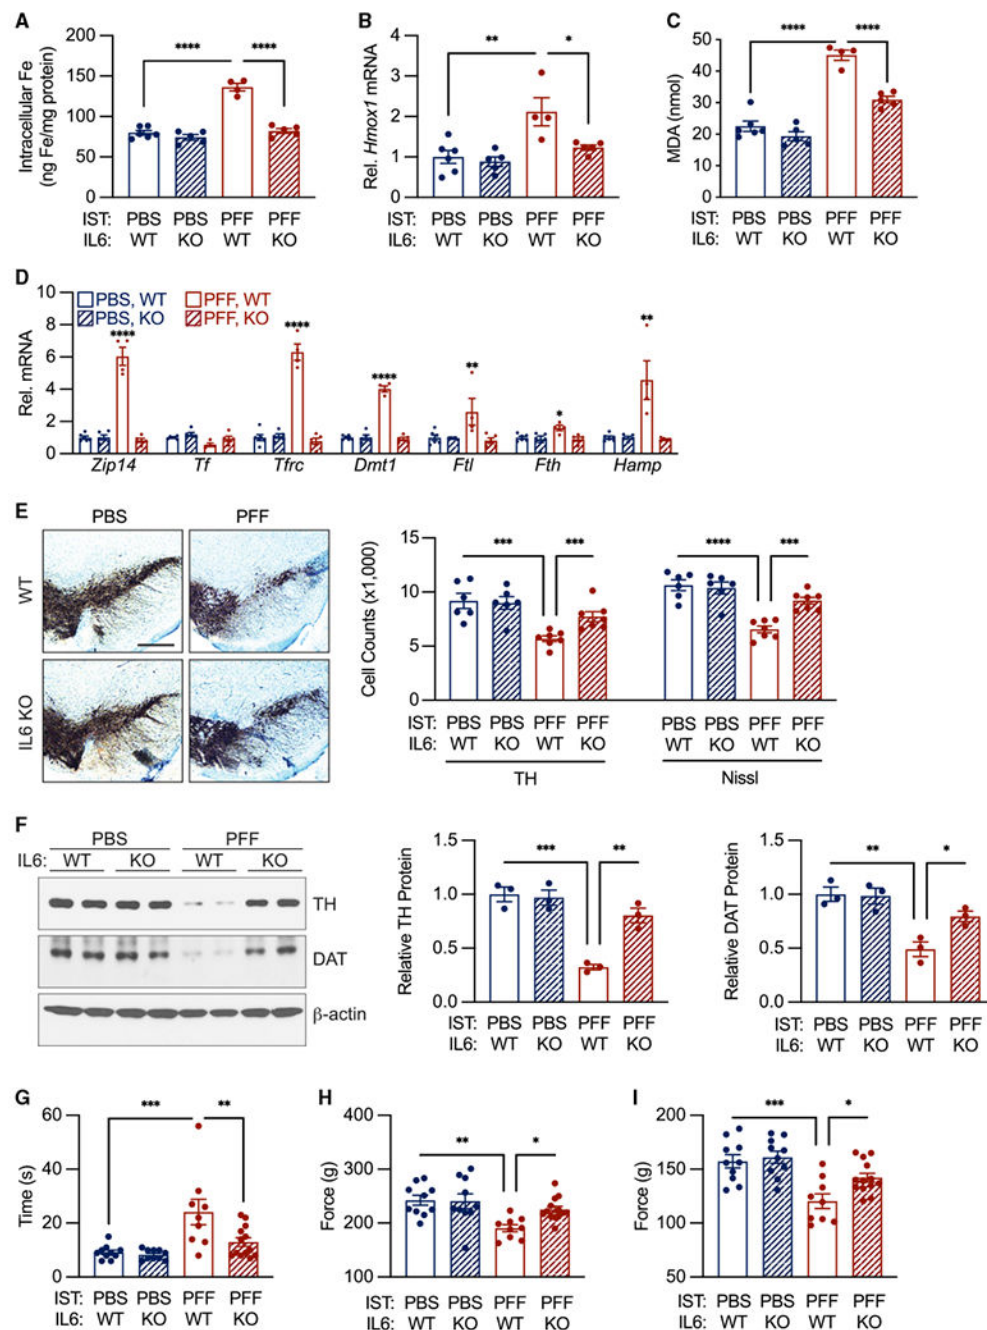 A
Intracellular Fe
(ng Fe/mg protein)
200
150
100
50
0
**** ****
IST: PBS PBS PFF PFF
IL6: WT KO WT KO
B
Rel. Hmox1 mRNA
4
3
2
1
0
** *
IST: PBS PBS PFF PFF
IL6: WT KO WT KO
C
MDA (nmol)
50
40
30
20
10
0
**** ****
IST: PBS PBS PFF PFF
IL6: WT KO WT KO
D
Rel. mRNA
10
8
6
4
2
0
PBS, WT PFF, WT
PBS, KO PFF, KO
**** **** **** ** * **
Zip14 Tf Tfrc Dmt1 Ftl Fth Hamp
E
PBS PFF
WT
IL6 KO
Cell Counts (x1,000)
15
10
5
0
*** *** **** ***
IST: PBS PBS PFF PFF PBS PBS PFF PFF
IL6: WT KO WT KO WT KO WT KO
TH Nissl
F
PBS PFF
IL6: WT KO WT KO
TH
DAT
β-actin
Relative TH Protein
1.5
1.0
0.5
0.0
*** **
IST: PBS PBS PFF PFF
IL6: WT KO WT KO
Relative DAT Protein
1.5
1.0
0.5
0.0
** *
IST: PBS PBS PFF PFF
IL6: WT KO WT KO
G
Time (s)
60
40
20
0
*** **
IST: PBS PBS PFF PFF
IL6: WT KO WT KO
H
Force (g)
400
300
200
100
** *
IST: PBS PBS PFF PFF
IL6: WT KO WT KO
I
Force (g)
200
150
100
50
*** *
IST: PBS PBS PFF PFF
IL6: WT KO WT KO